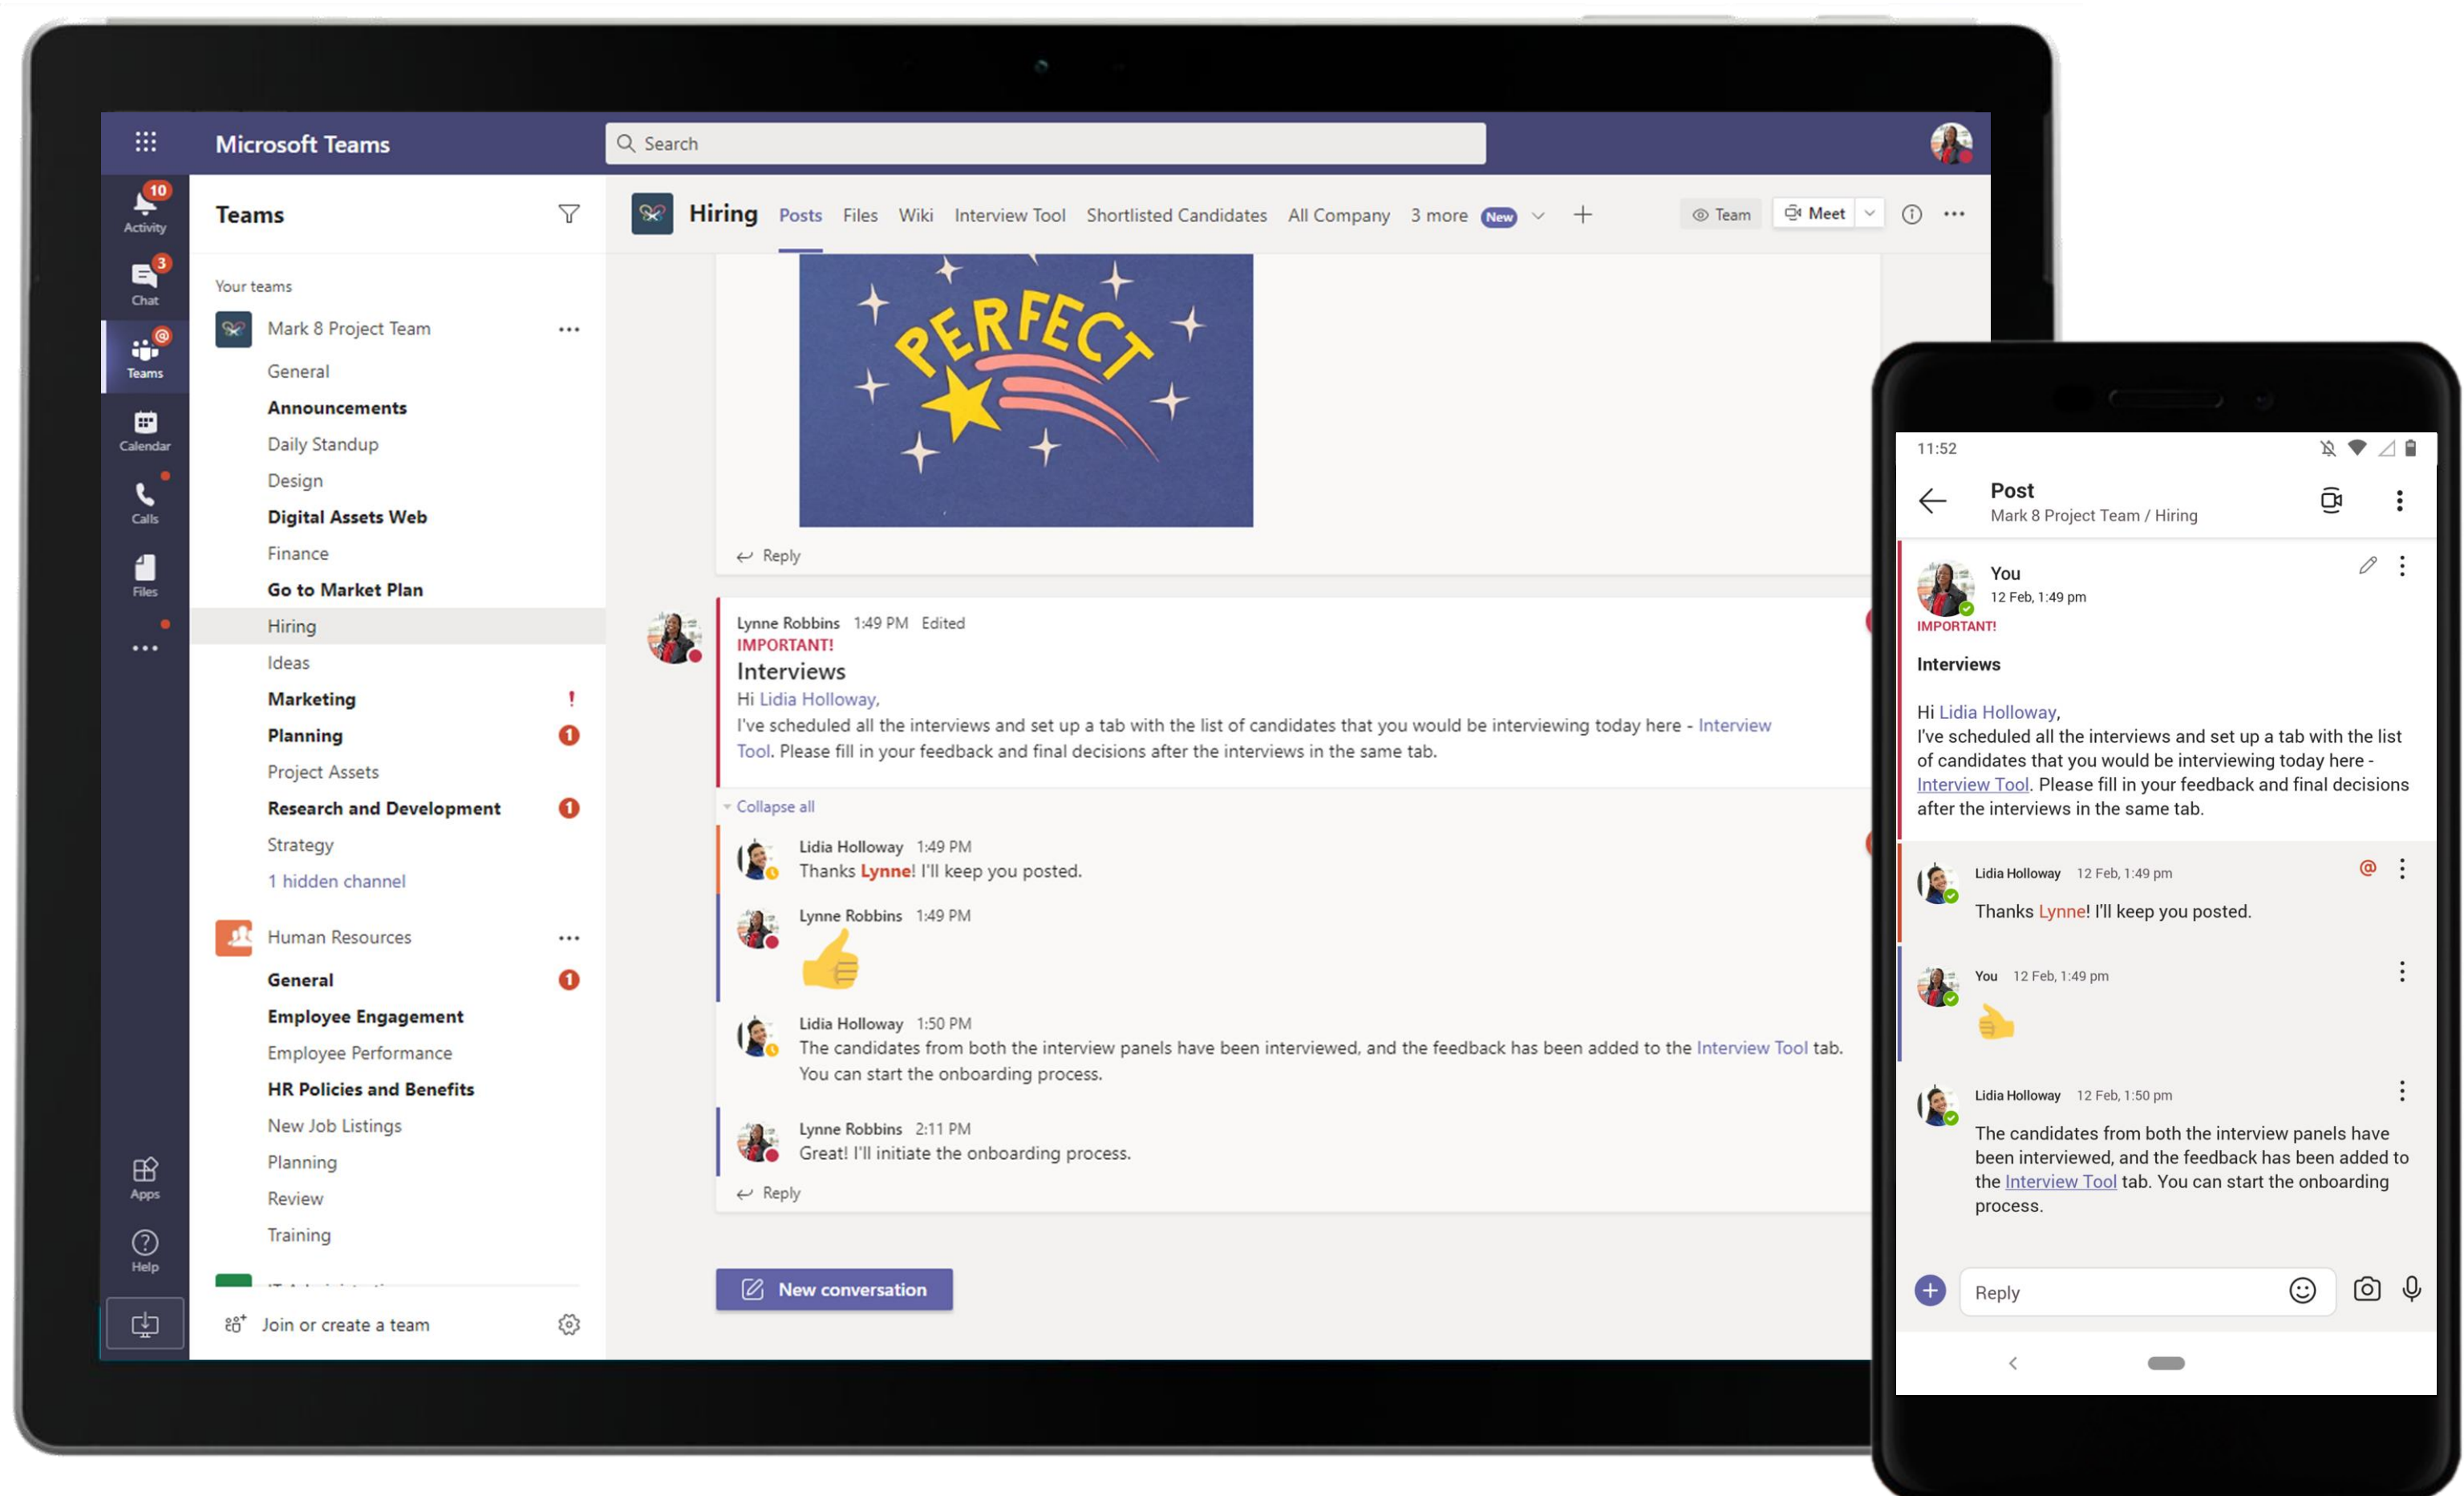 Microsoft Teams
Search
10
Activity
3
Chat
@
Teams
Calendar
Calls
Files
Apps
Help
Teams
Your teams
Mark 8 Project Team
General
Announcements
Daily Standup
Design
Digital Assets Web
Finance
Go to Market Plan
Hiring
Ideas
Marketing !
Planning 1
Project Assets
Research and Development 1
Strategy
1 hidden channel
Human Resources
General 1
Employee Engagement
Employee Performance
HR Policies and Benefits
New Job Listings
Planning
Review
Training
Join or create a team
Hiring Posts Files Wiki Interview Tool Shortlisted Candidates All Company 3 more New Team Meet
PERFECT
Reply
Lynne Robbins 1:49 PM Edited
IMPORTANT!
Interviews
Hi Lidia Holloway,
I've scheduled all the interviews and set up a tab with the list of candidates that you would be interviewing today here - Interview
Tool. Please fill in your feedback and final decisions after the interviews in the same tab.
Collapse all
Lidia Holloway 1:49 PM
Thanks Lynne! I'll keep you posted.
Lynne Robbins 1:49 PM
Lidia Holloway 1:50 PM
The candidates from both the interview panels have been interviewed, and the feedback has been added to the Interview Tool tab.
You can start the onboarding process.
Lynne Robbins 2:11 PM
Great! I'll initiate the onboarding process.
Reply
New conversation
11:52
Post
Mark 8 Project Team / Hiring
You
12 Feb, 1:49 pm
IMPORTANT!
Interviews
Hi Lidia Holloway,
I've scheduled all the interviews and set up a tab with the list
of candidates that you would be interviewing today here -
Interview Tool. Please fill in your feedback and final decisions
after the interviews in the same tab.
Lidia Holloway 12 Feb, 1:49 pm @
Thanks Lynne! I'll keep you posted.
You 12 Feb, 1:49 pm
Lidia Holloway 12 Feb, 1:50 pm
The candidates from both the interview panels have
been interviewed, and the feedback has been added to
the Interview Tool tab. You can start the onboarding
process.
Reply